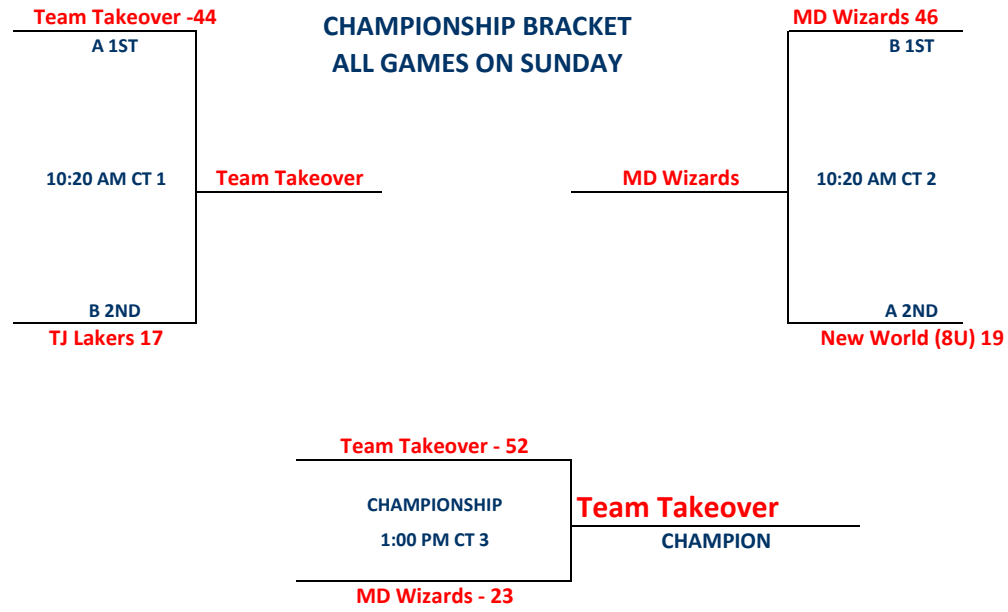 Team Takeover -44
A 1ST
CHAMPIONSHIP BRACKET
ALL GAMES ON SUNDAY
MD Wizards 46
B 1ST
10:20 AM CT 1
Team Takeover
MD Wizards
10:20 AM CT 2
B 2ND
TJ Lakers 17
A 2ND
New World (8U) 19
Team Takeover - 52
CHAMPIONSHIP
1:00 PM CT 3
Team Takeover
CHAMPION
MD Wizards - 23